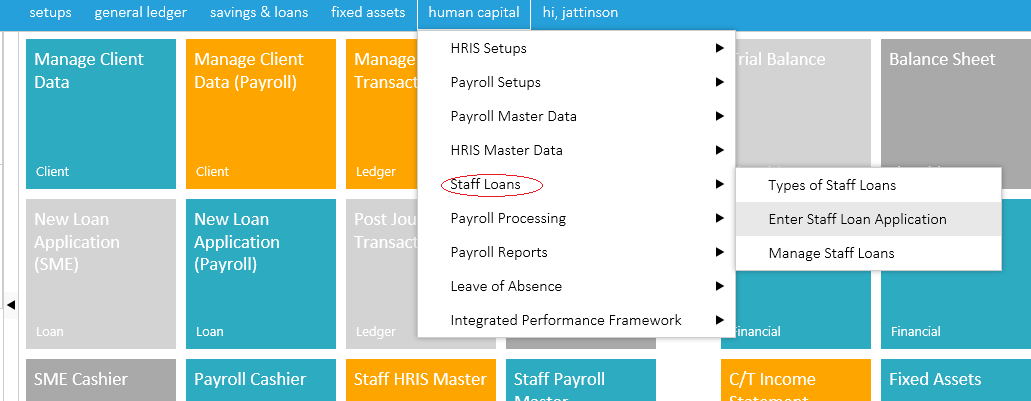 setups general ledger savings & loans fixed assets human capital hi, jattinson
Manage Client
Data
Client
Manage Client
Data (Payroll)
Client
Manage
Transact
Ledger
HRIS Setups
Payroll Setups
Payroll Master Data
HRIS Master Data
Staff Loans
Payroll Processing
Payroll Reports
Leave of Absence
Integrated Performance Framework
Types of Staff Loans
Enter Staff Loan Application
Manage Staff Loans
Trial Balance
Balance Sheet
New Loan
Application
(SME)
Loan
New Loan
Application
(Payroll)
Loan
Post Jou
Transact
Ledger
Financial
Financial
SME Cashier
Payroll Cashier
Staff HRIS Master
Staff Payroll
Master
C/T Income
Statement
Fixed Assets